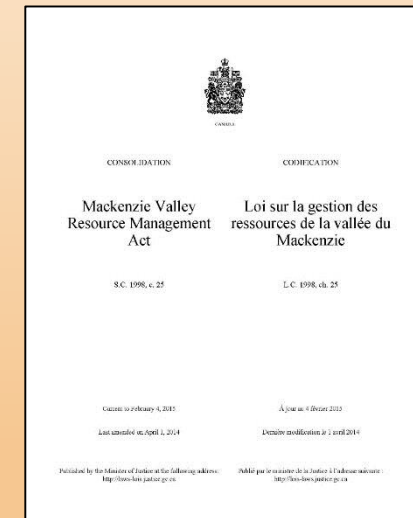 CANADA
CONSOLIDATION
Mackenzie Valley
Resource Management
Act
S.C. 1998, c. 25
Current to February 4, 2015
Last amended on April 1, 2014
Published by the Minister of Justice at the following address:
http://laws-lois.justice.gc.ca
CODIFICATION
Loi sur la gestion des
ressources de la vallée du
Mackenzie
L.C. 1998, ch. 25
À jour au 4 février 2015
Dernière modification le 1 avril 2014
Publié par le ministre de la Justice à l'adresse suivante :
http://lois-laws.justice.gc.ca